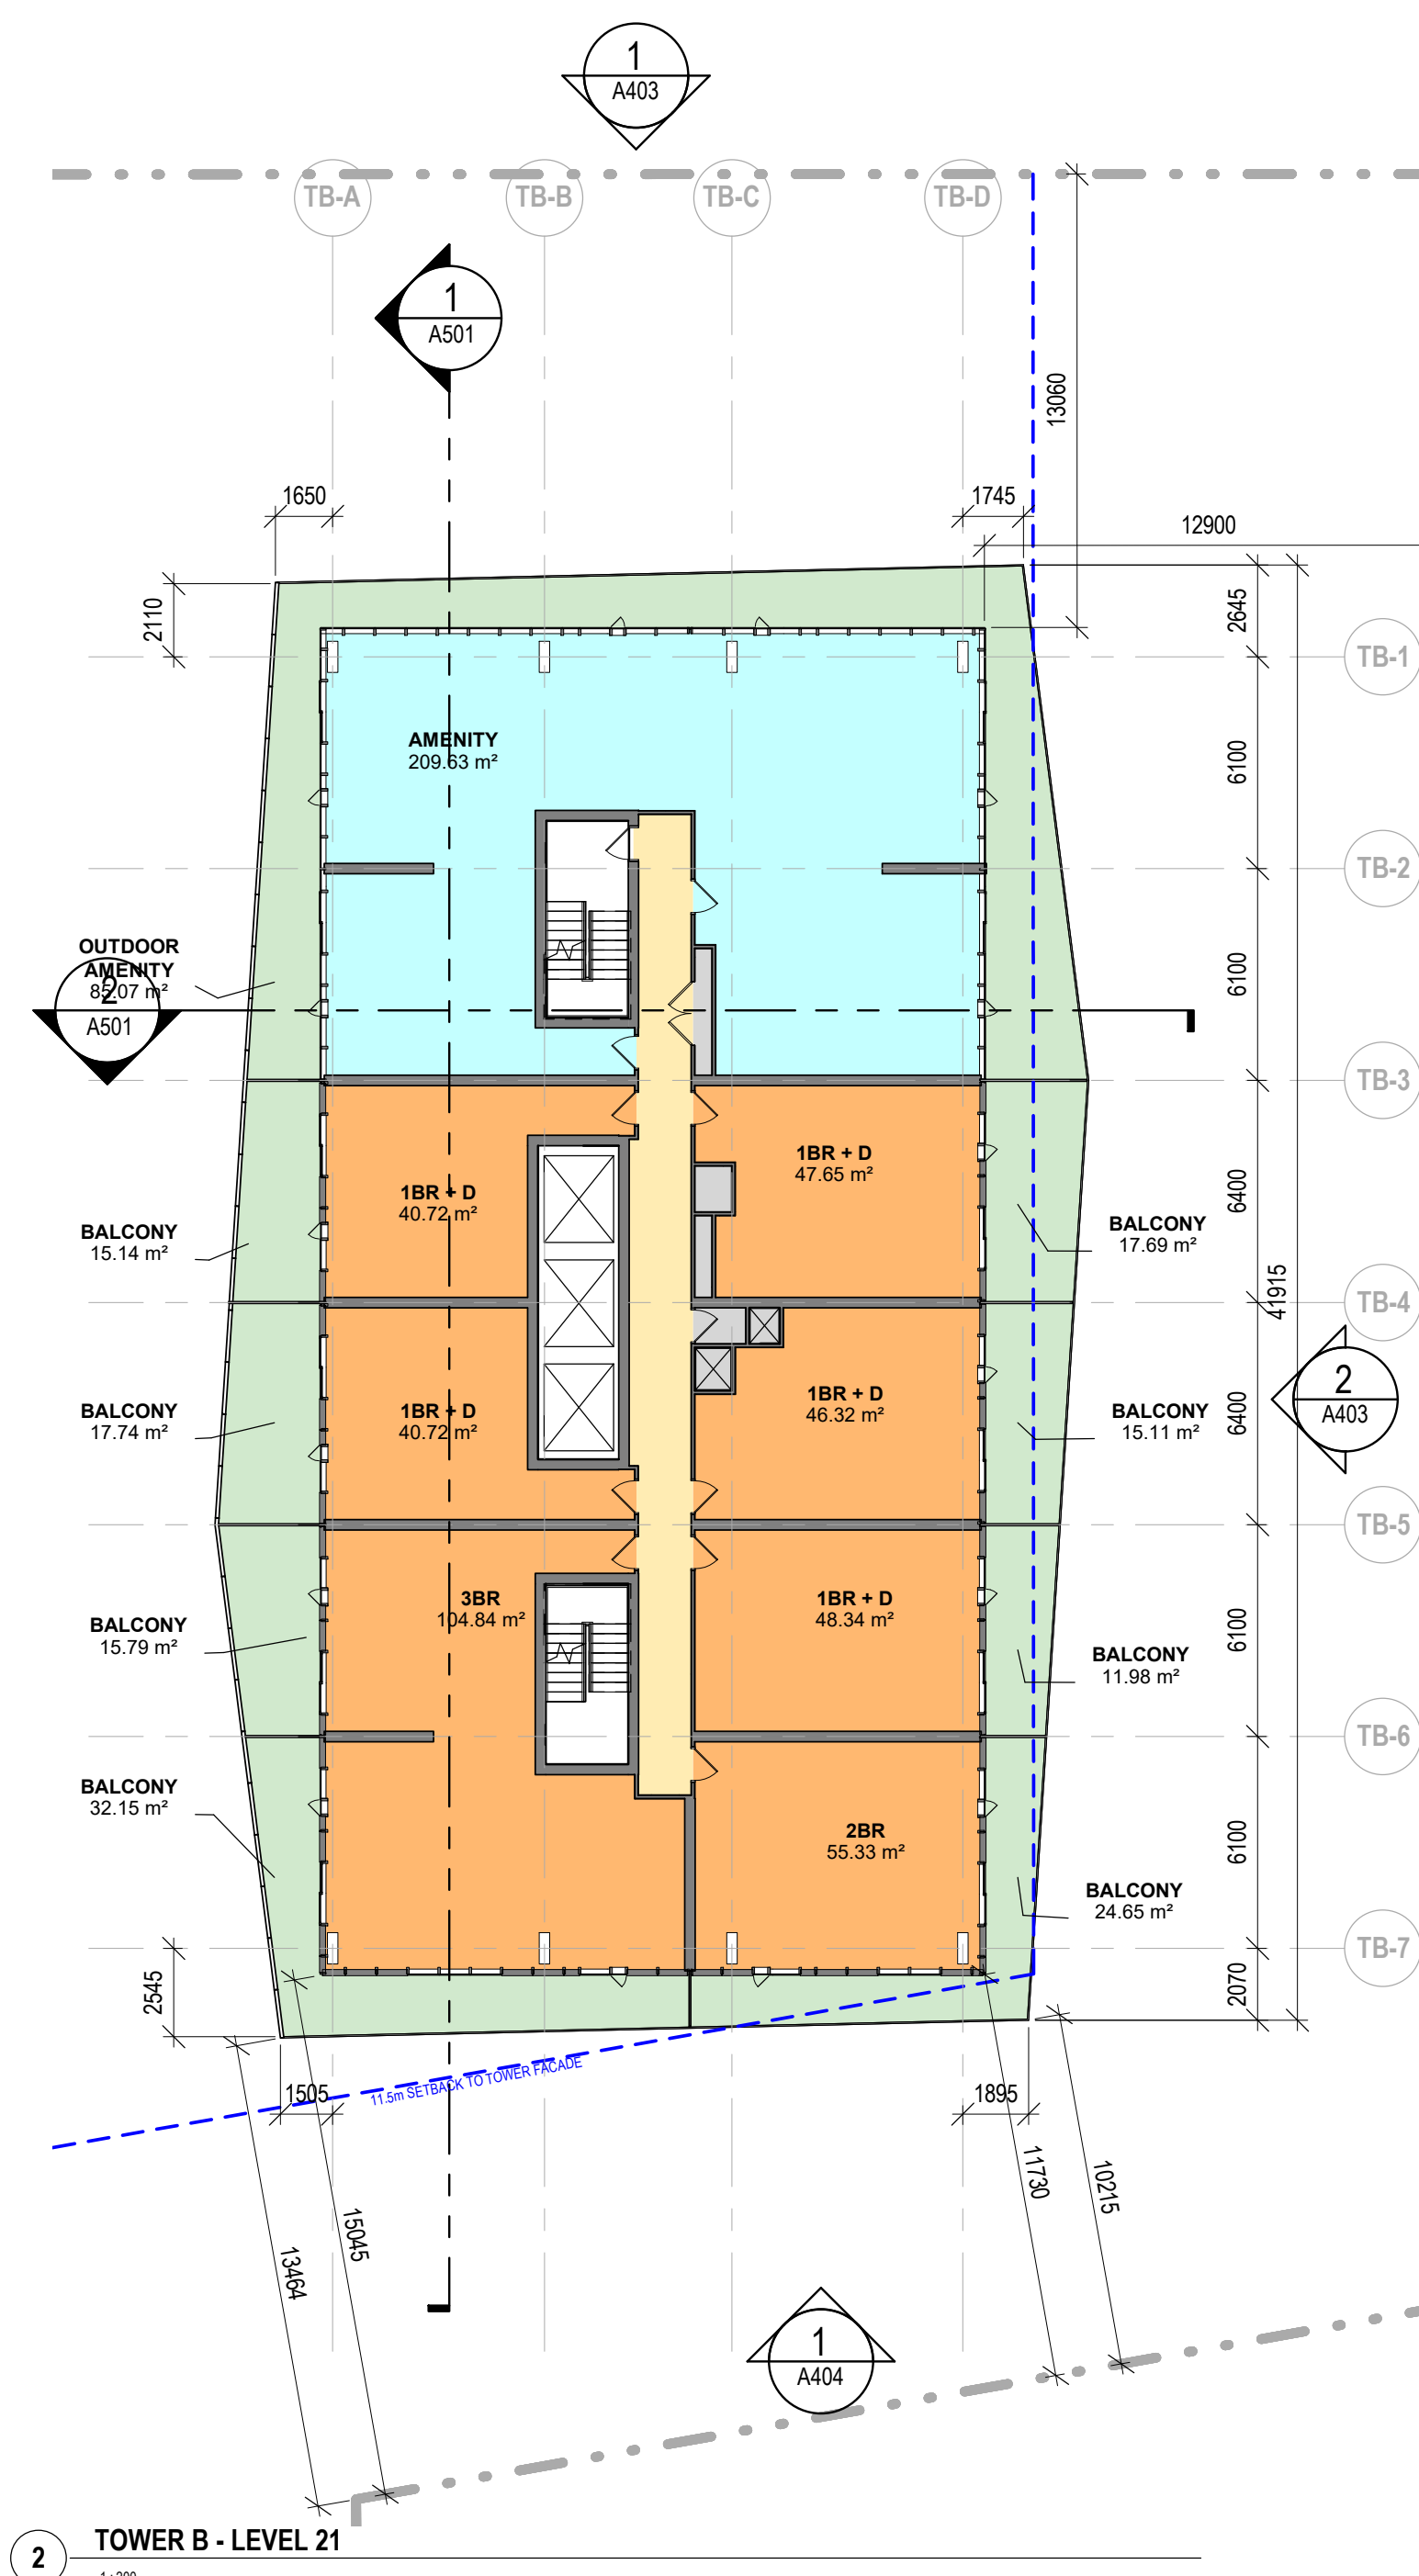 1
A403
TB-A
TB-B
TB-C
TB-D
1
A501
13060
1650
1745
12900
2110
2645
TB-1
AMENITY
209.63 m²
6100
TB-2
OUTDOOR
AMENITY
85.07 m²
2
A501
6100
TB-3
1BR + D
47.65 m²
1BR + D
40.72 m²
BALCONY
15.14 m²
BALCONY
17.69 m²
6400
41915
TB-4
1BR + D
46.32 m²
1BR + D
40.72 m²
BALCONY
17.74 m²
BALCONY
15.11 m²
6400
2
A403
TB-5
3BR
104.84 m²
1BR + D
48.34 m²
BALCONY
15.79 m²
BALCONY
11.98 m²
6100
TB-6
BALCONY
32.15 m²
2BR
55.33 m²
BALCONY
24.65 m²
6100
TB-7
2545
2070
11.5m SETBACK TO TOWER FACADE
1505
1895
11730
10215
15045
13464
1
A404
2
TOWER B - LEVEL 21